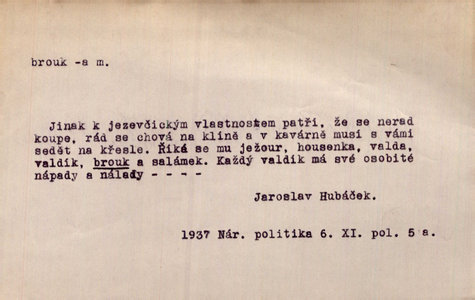 brouk -a m.
Jinak k jezevčickým vlastnostem patří, že se nerad
koupe, rád se chová na klíně a v kavárně musí s vámi
sedět na křesle. Říká se mu ježour, housenka, valda,
valdík, brouk a salámek. Každý valdík má své osobité
nápady a nálady - - - -
Jaroslav Hubáček.
1937 Nár. politika 6. XI. pol. 5 a.